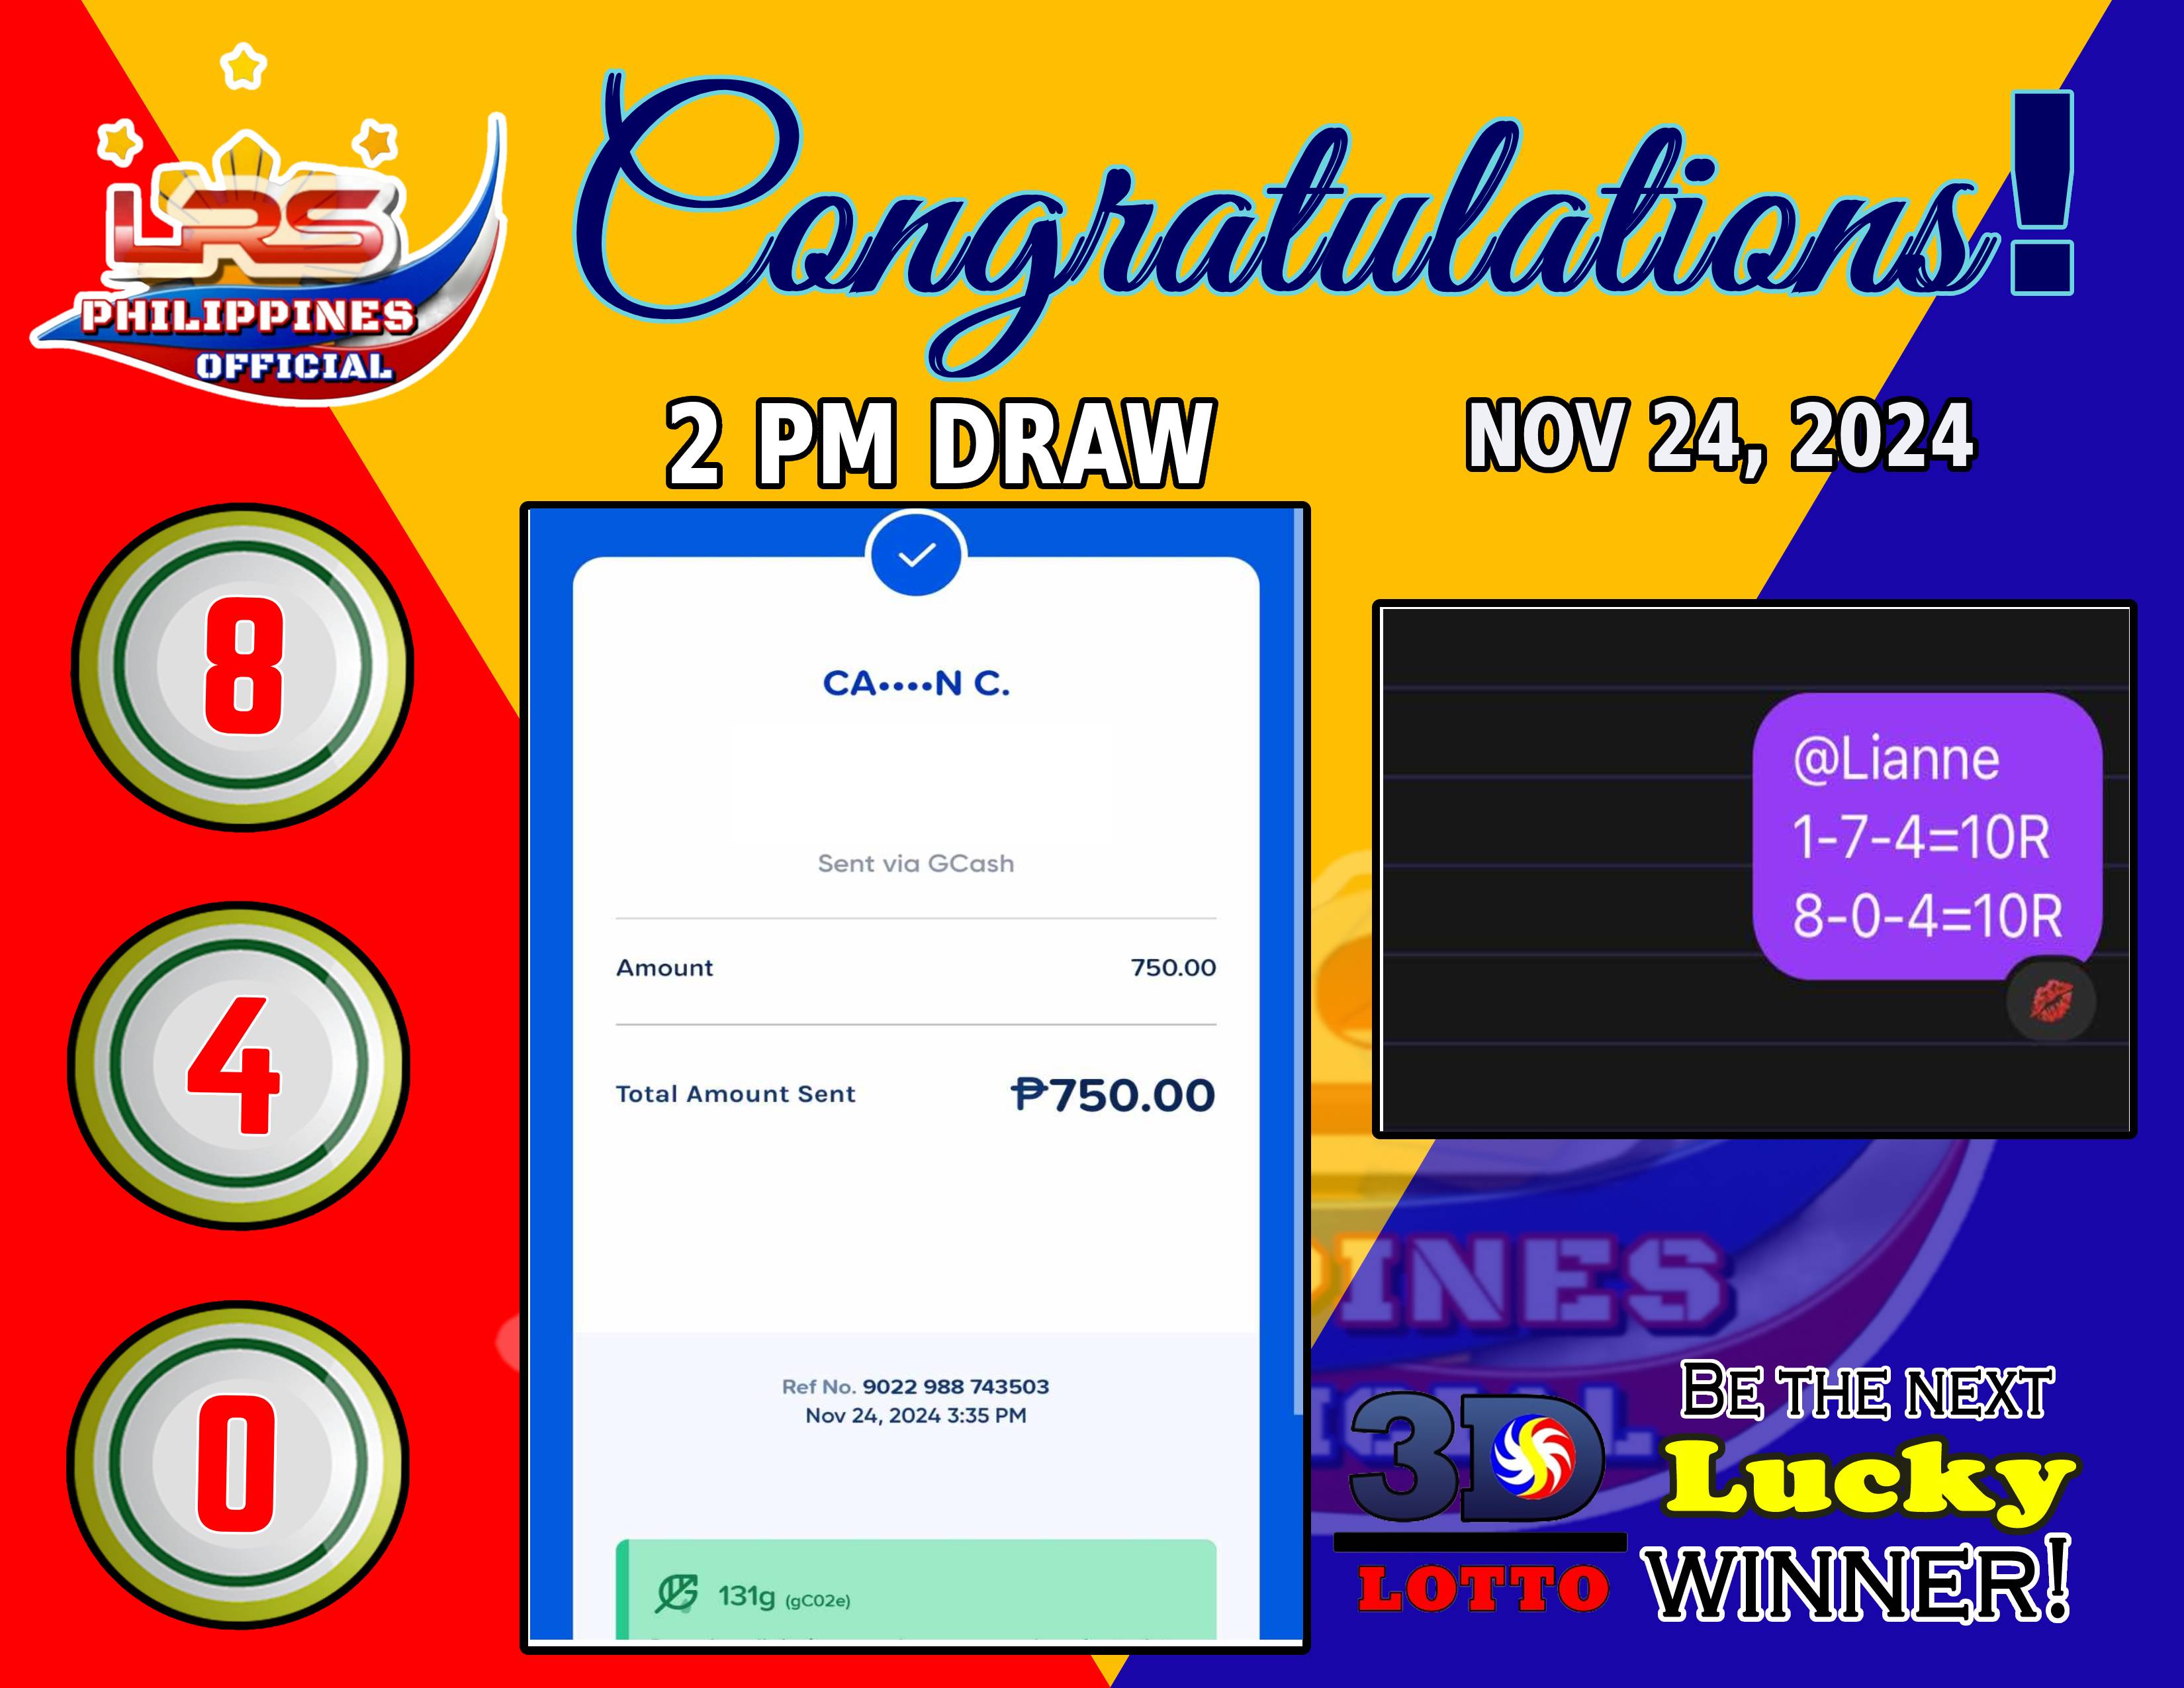 LRS
PHILIPPINES
OFFICIAL
Congratulations!
2 PM DRAW
NOV 24, 2024
8
4
0
CA••••N C.
Sent via GCash
Amount 750.00
Total Amount Sent ₱750.00
Ref No. 9022 988 743503
Nov 24, 2024 3:35 PM
131g (gC02e)
@Lianne
1-7-4=10R
8-0-4=10R
PINES
3D
LOTTO
BE THE NEXT
Lucky
WINNER!